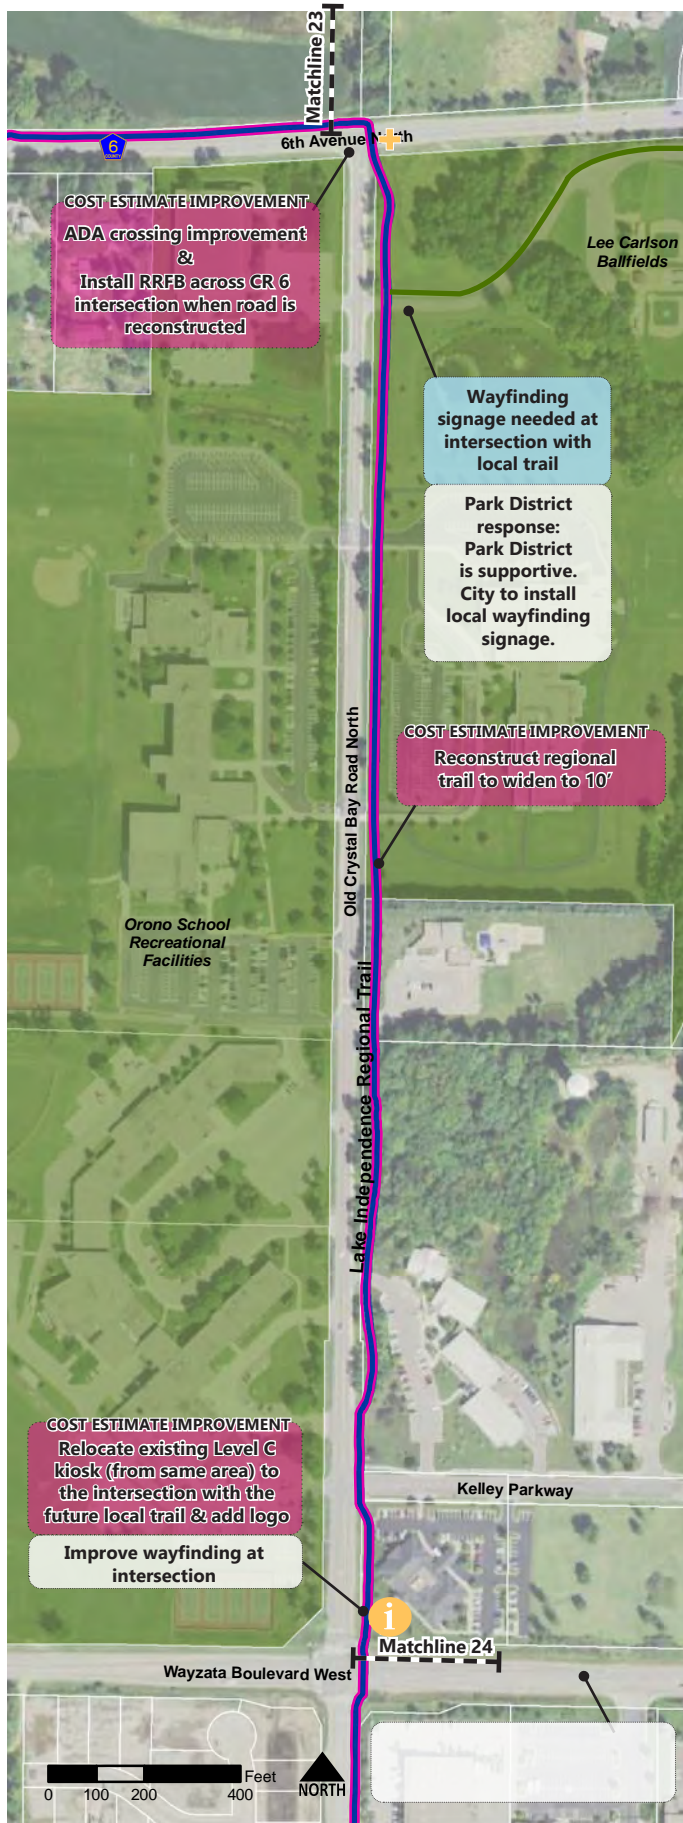 Matchline 23
6
COUNTY
6th Avenue North
COST ESTIMATE IMPROVEMENT
ADA crossing improvement
&
Install RRFB across CR 6
intersection when road is
reconstructed
Lee Carlson
Ballfields
Wayfinding
signage needed at
intersection with
local trail
Park District
response:
Park District
is supportive.
City to install
local wayfinding
signage.
COST ESTIMATE IMPROVEMENT
Reconstruct regional
trail to widen to 10’
Old Crystal Bay Road North
Orono School
Recreational
Facilities
Lake Independence Regional Trail
COST ESTIMATE IMPROVEMENT
Relocate existing Level C
kiosk (from same area) to
the intersection with the
future local trail & add logo
Improve wayfinding at
intersection
Kelley Parkway
i
Matchline 24
Wayzata Boulevard West
Feet
0 100 200 400
NORTH